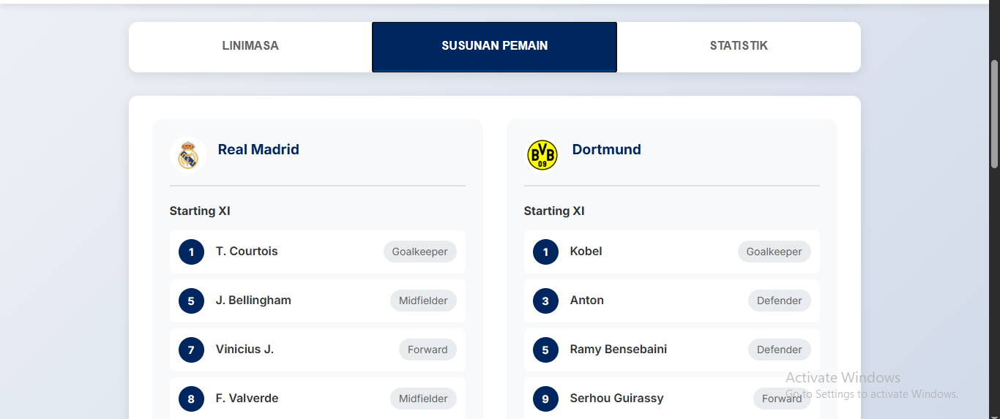 LINIMASA
SUSUNAN PEMAIN
STATISTIK
Real Madrid
Starting XI
1 T. Courtois Goalkeeper
5 J. Bellingham Midfielder
7 Vinicius J. Forward
8 F. Valverde Midfielder
BVB
09
Dortmund
Starting XI
1 Kobel Goalkeeper
3 Anton Defender
5 Ramy Bensebaini Defender
9 Serhou Guirassy Forward
Activate Windows
Go to Settings to activate Windows.